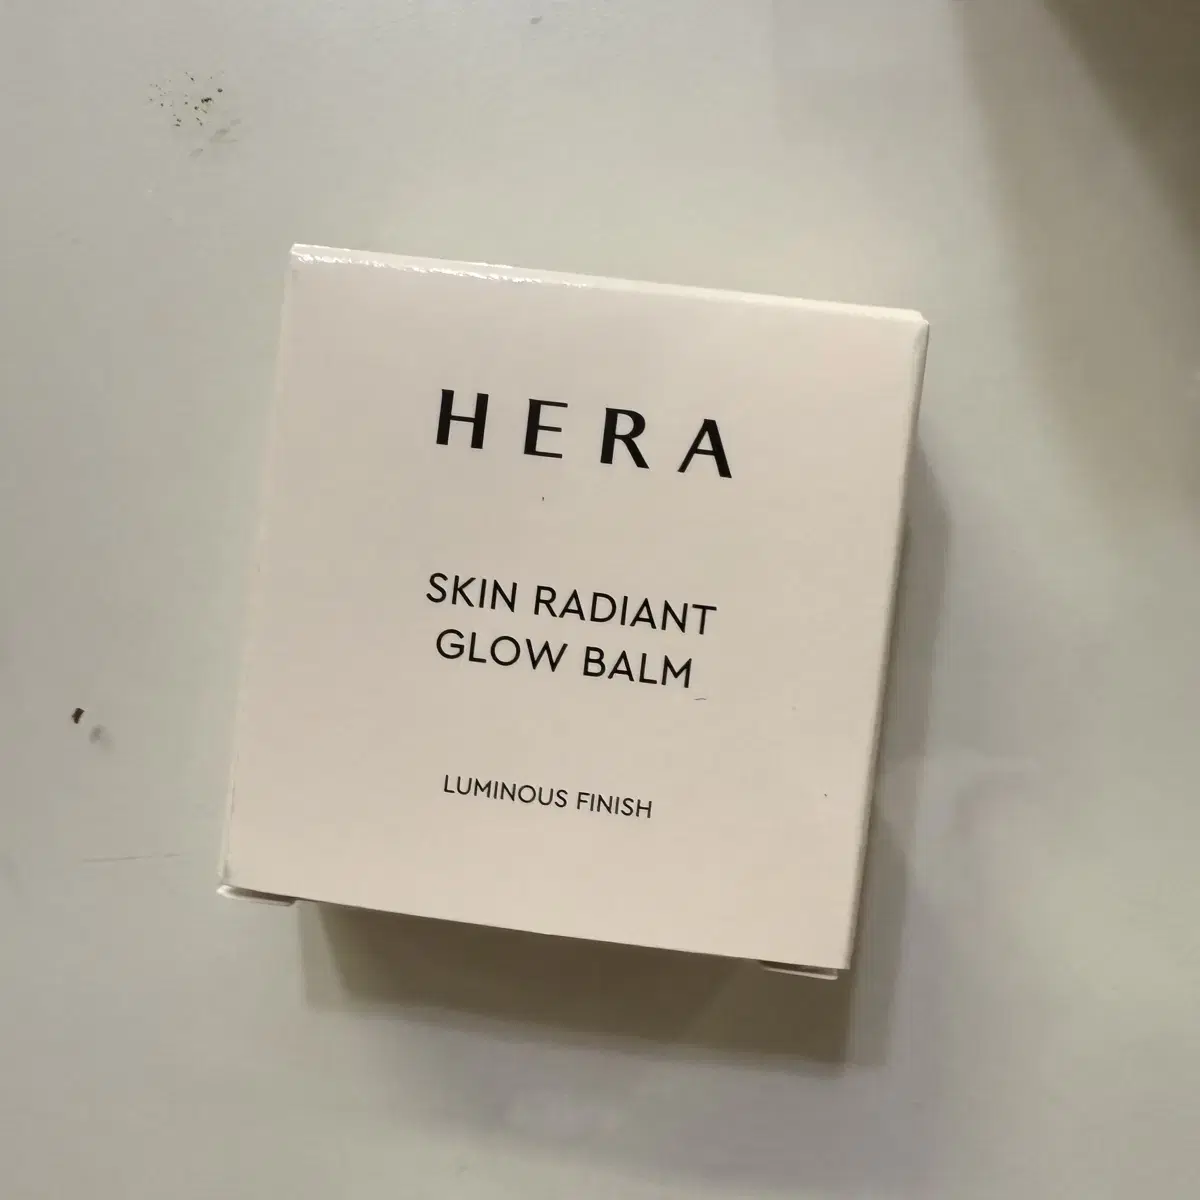 HERA
SKIN RADIANT
GLOW BALM
LUMINOUS FINISH